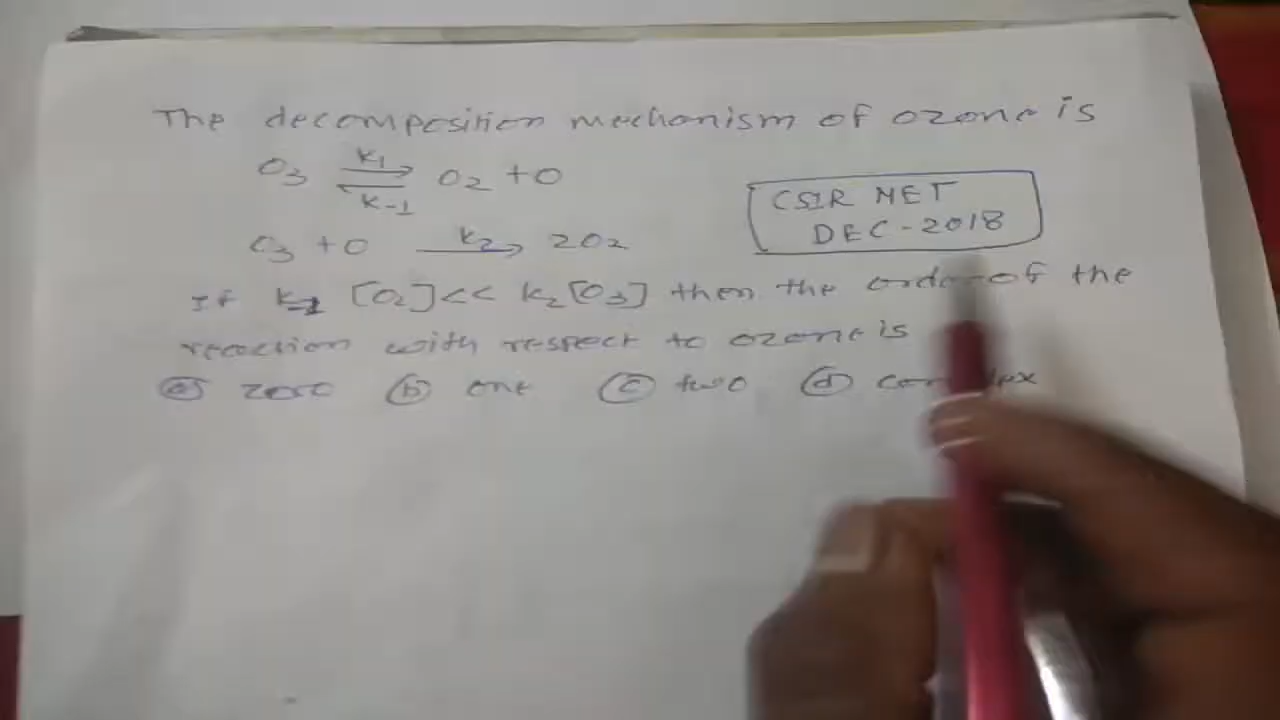 The decomposition mechanism of ozone is
O3 ⇌ O2 + O
k1
k-1
CSIR NET
DEC-2018
O3 + O →k2 2O2
If k-1 [O2] << k2 [O3] then the order of the
reaction with respect to ozone is
(a) zero (b) one (c) two (d)